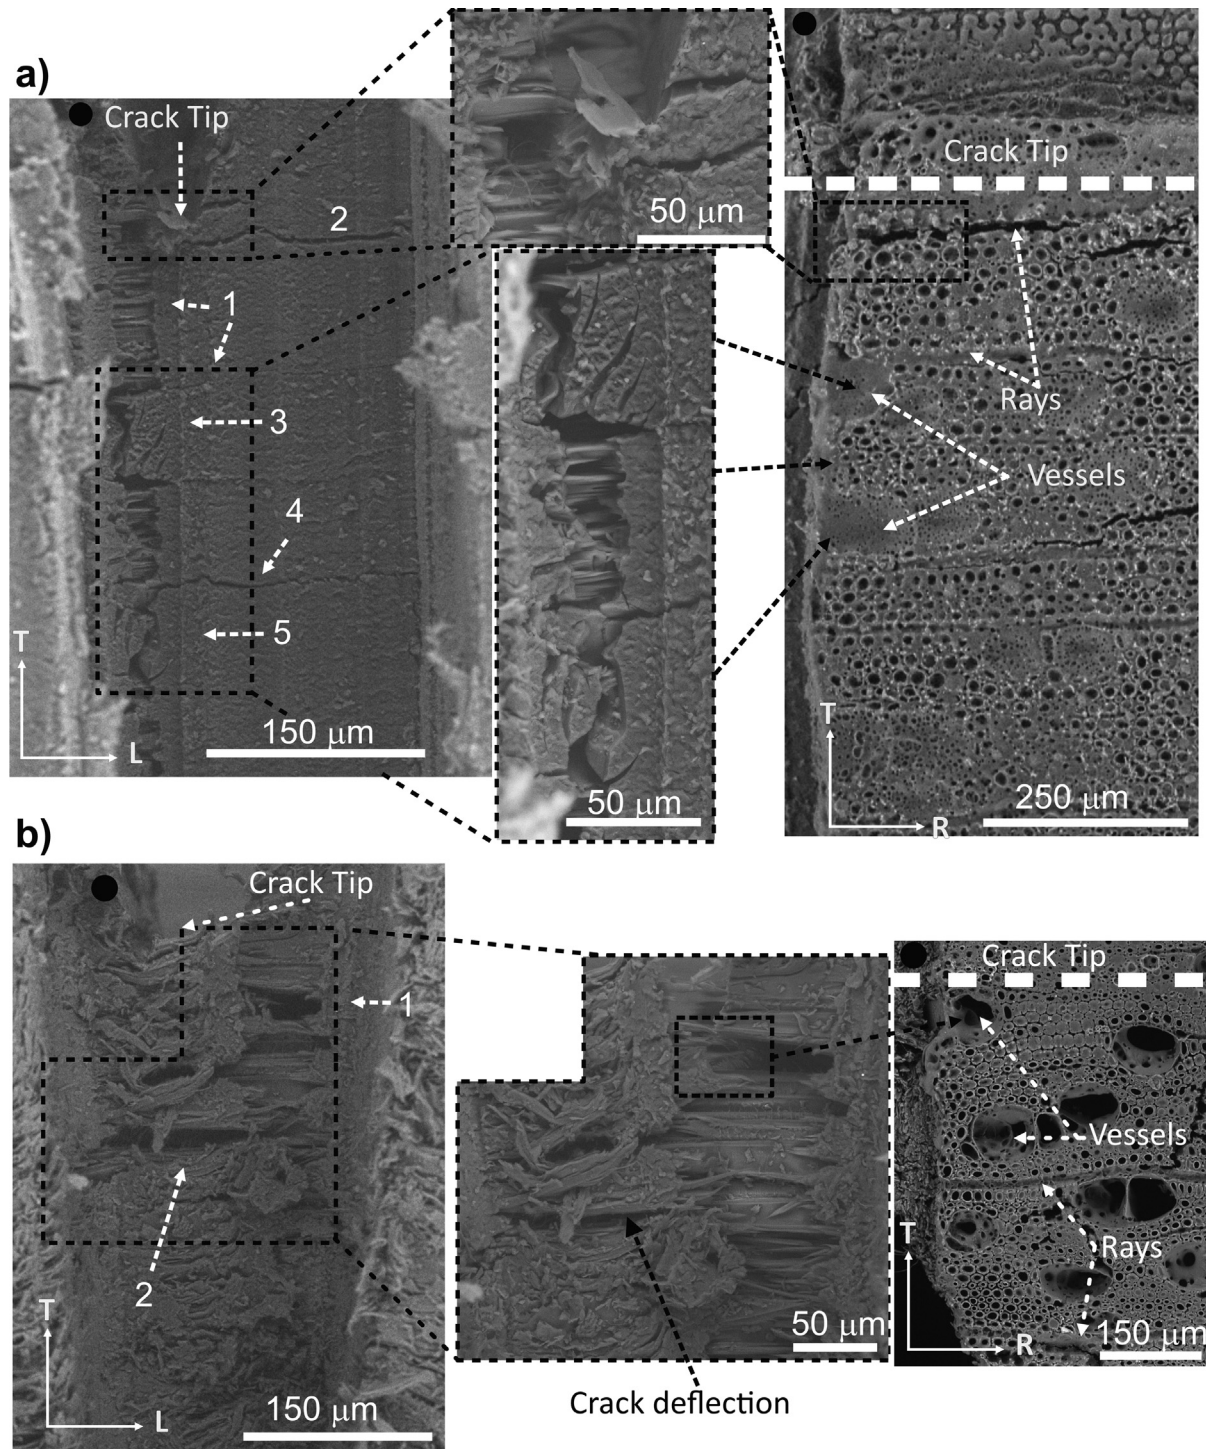 a)
Crack Tip
2
1
3
4
5
T
L
150 μm
50 μm
50 μm
Crack Tip
Rays
Vessels
T
R
250 μm
b)
Crack Tip
1
2
T
L
150 μm
50 μm
Crack deflection
Crack Tip
Vessels
Rays
T
R
150 μm